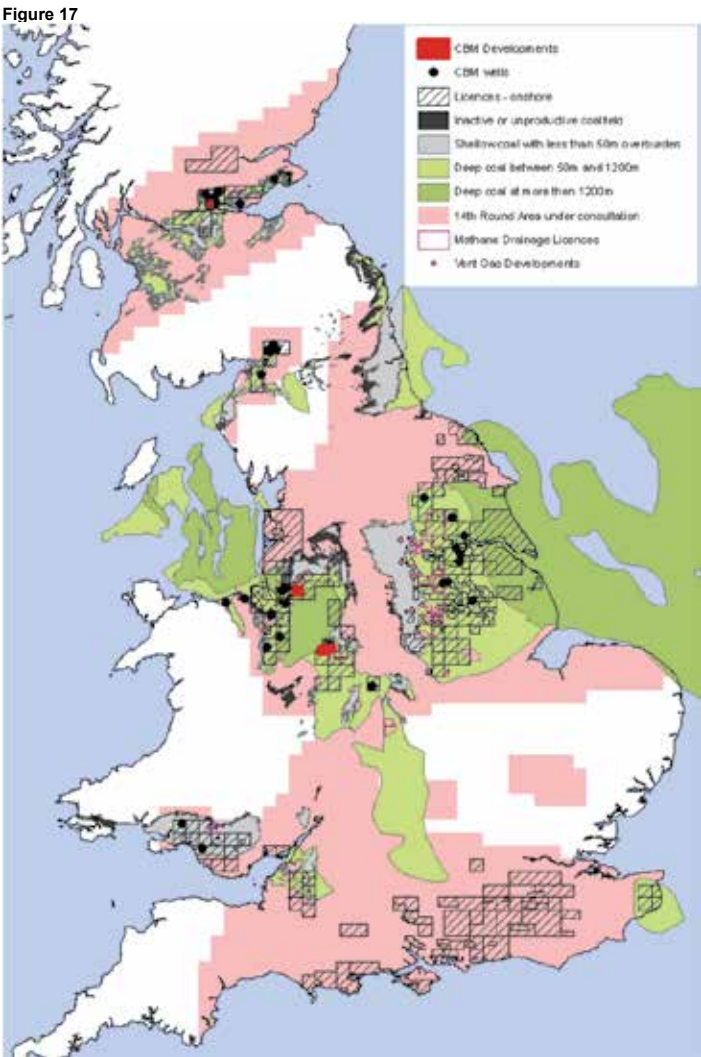 Figure 17
CBM Developments
CBM wells
Licences - onshore
Inactive or unproductive coalfield
Shallow coal with less than 50m overburden
Deep coal between 50m and 1200m
Deep coal at more than 1200m
14th Round Area under consultation
Methane Drainage Licences
Vent Gas Developments